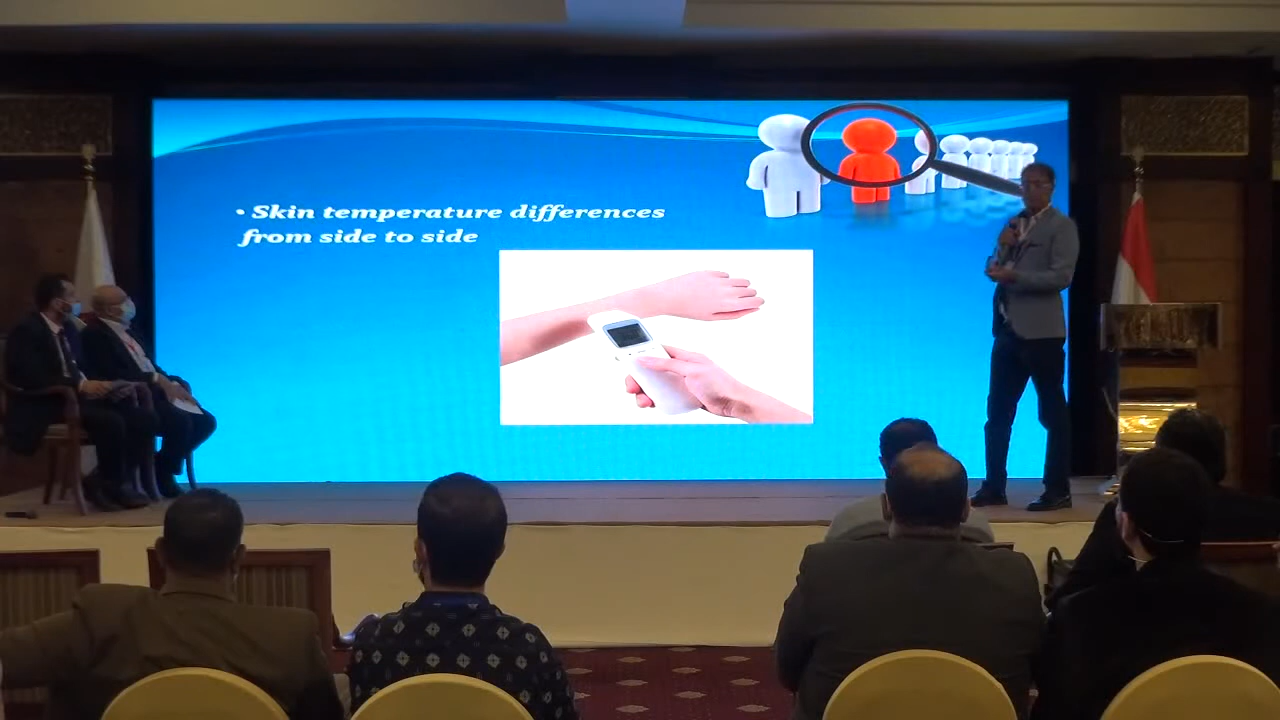 • Skin temperature differences
from side to side